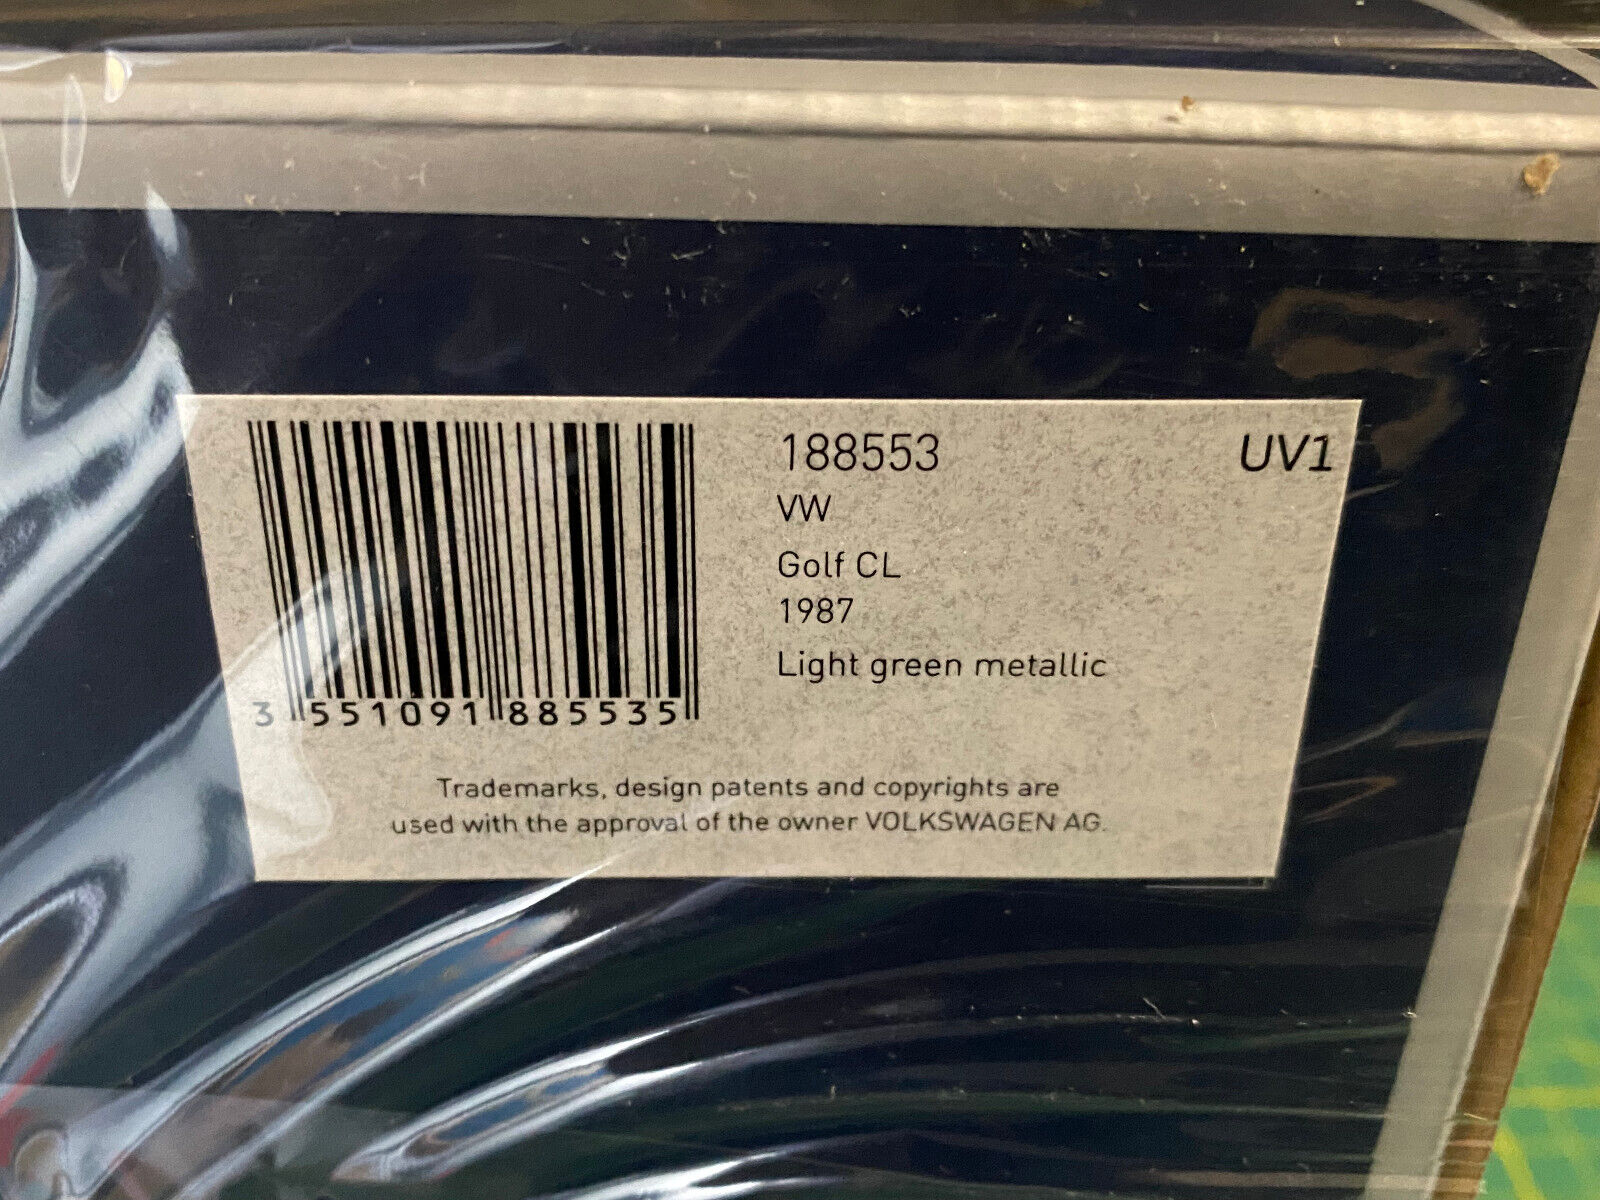 188553
UV1
VW
Golf CL
1987
Light green metallic
3 551091 885535
Trademarks, design patents and copyrights are
used with the approval of the owner VOLKSWAGEN AG.